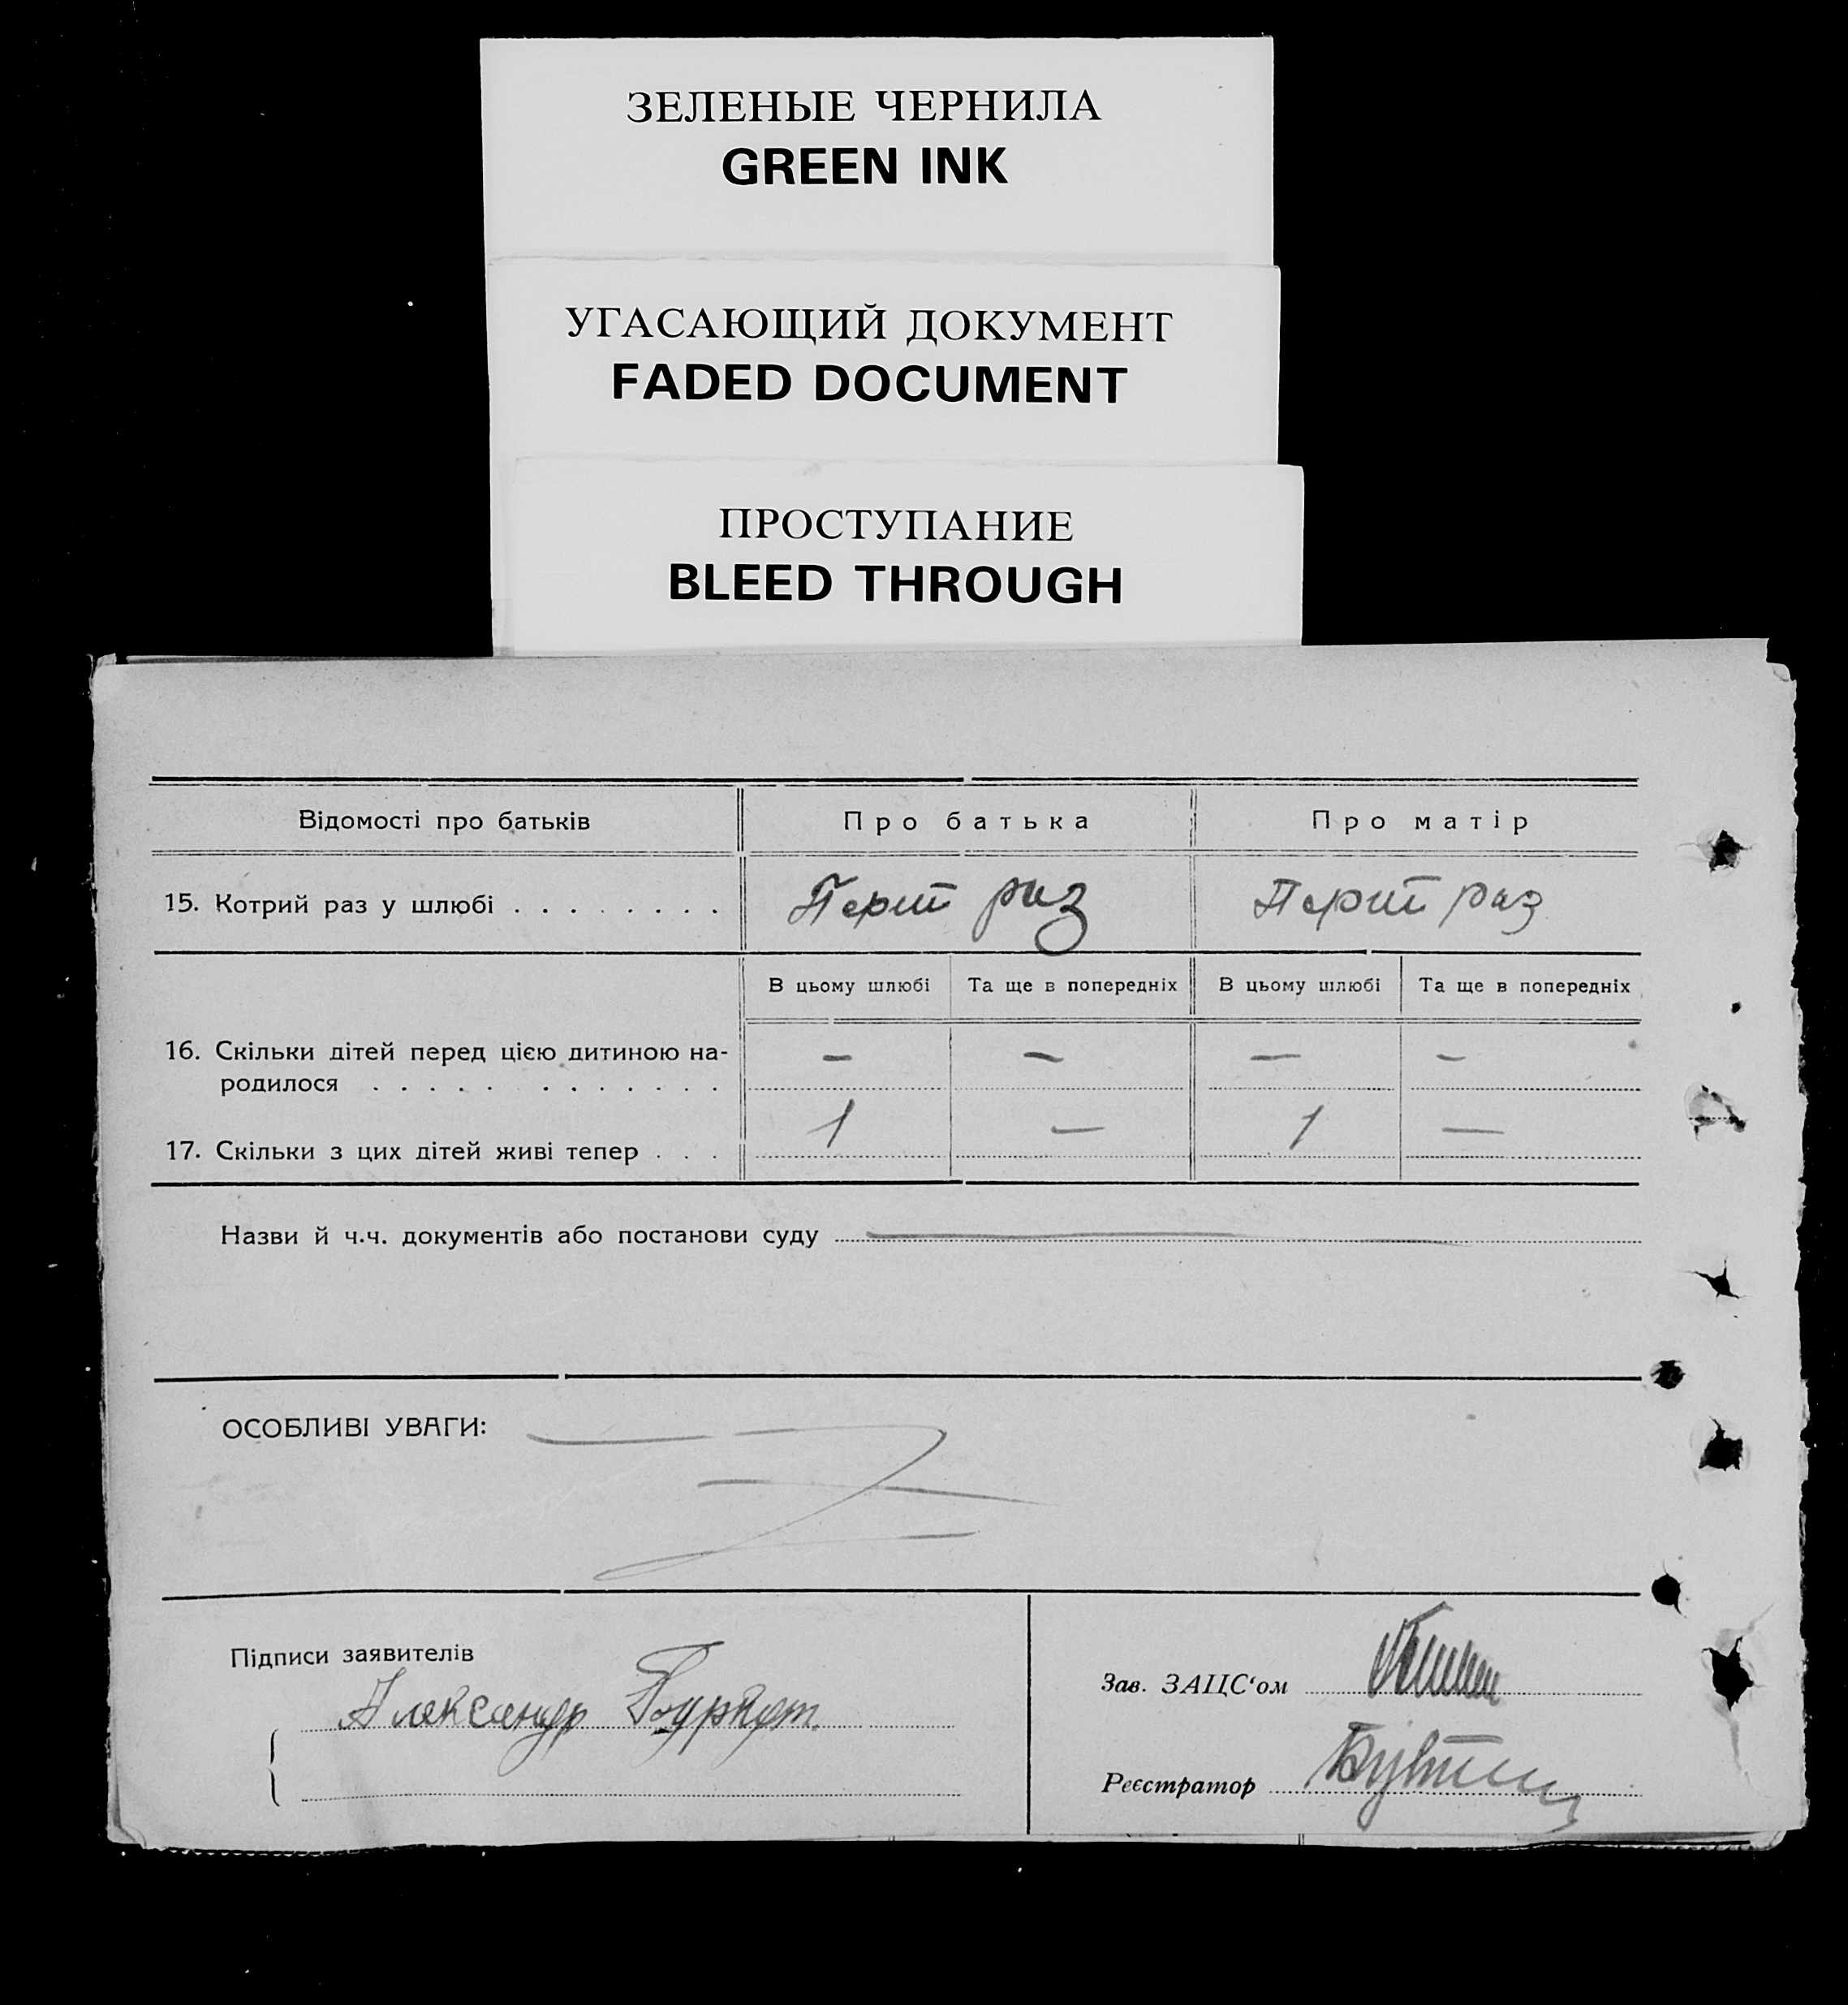 ЗЕЛЕНЫЕ ЧЕРНИЛА
GREEN INK
УГАСАЮЩИЙ ДОКУМЕНТ
FADED DOCUMENT
ПРОСТУПАНИЕ
BLEED THROUGH
Відомості про батьків Про батька Про матір
15. Котрий раз у шлюбі . . . . . . . . Перш раз Перш раз
В цьому шлюбі Та ще в попередніх В цьому шлюбі Та ще в попередніх
16. Скільки дітей перед цією дитиною на- – – – –
родилося . . . . . . . . . . . .
17. Скільки з цих дітей живі тепер . . . 1 – 1 –
Назви й ч.ч. документів або постанови суду
ОСОБЛИВІ УВАГИ:
Підписи заявителів
Александр
Зав. ЗАЦС'ом
Реєстратор